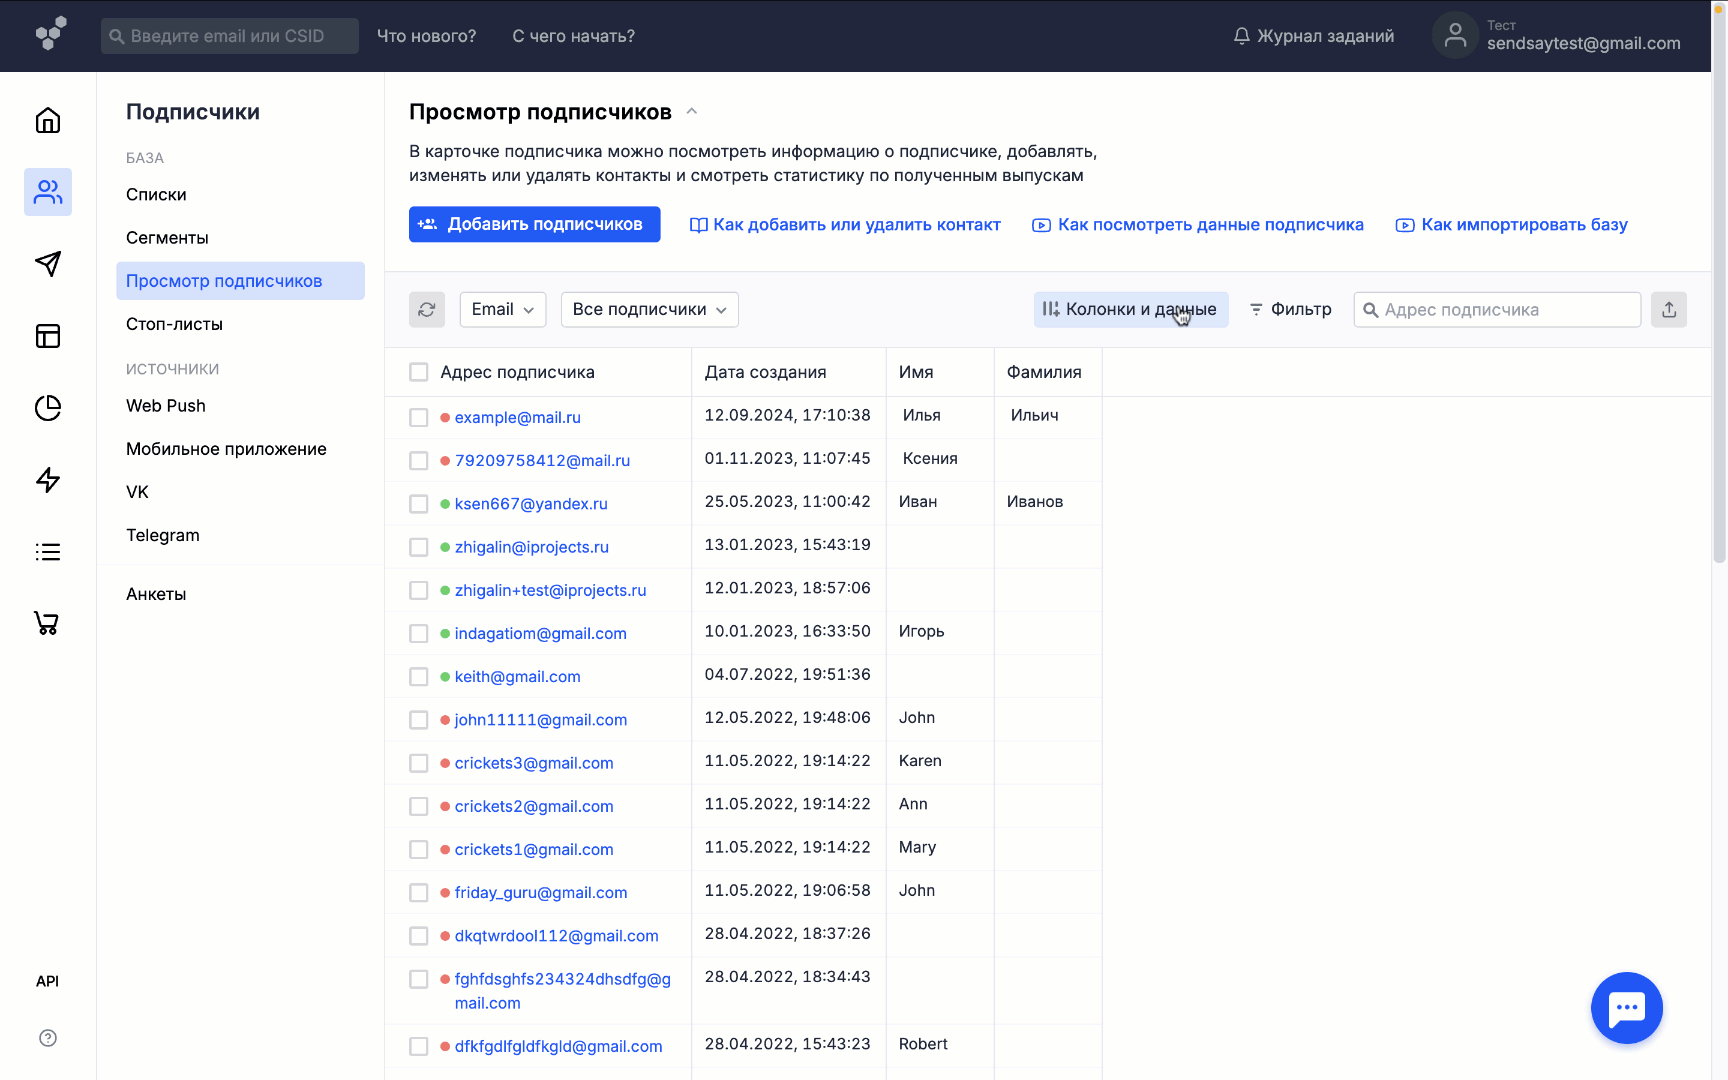 Введите email или CSID
Что нового?
С чего начать?
Журнал заданий
Тест
sendsaytest@gmail.com
Подписчики
БАЗА
Списки
Сегменты
Просмотр подписчиков
Стоп-листы
ИСТОЧНИКИ
Web Push
Мобильное приложение
VK
Telegram
Анкеты
API
Просмотр подписчиков
В карточке подписчика можно посмотреть информацию о подписчике, добавлять,
изменять или удалять контакты и смотреть статистику по полученным выпускам
Добавить подписчиков
Как добавить или удалить контакт
Как посмотреть данные подписчика
Как импортировать базу
Email
Все подписчики
Колонки и данные
Фильтр
Адрес подписчика
Адрес подписчика Дата создания Имя Фамилия
example@mail.ru 12.09.2024, 17:10:38 Илья Ильич
79209758412@mail.ru 01.11.2023, 11:07:45 Ксения
ksen667@yandex.ru 25.05.2023, 11:00:42 Иван Иванов
zhigalin@iprojects.ru 13.01.2023, 15:43:19
zhigalin+test@iprojects.ru 12.01.2023, 18:57:06
indagatiom@gmail.com 10.01.2023, 16:33:50 Игорь
keith@gmail.com 04.07.2022, 19:51:36
john11111@gmail.com 12.05.2022, 19:48:06 John
crickets3@gmail.com 11.05.2022, 19:14:22 Karen
crickets2@gmail.com 11.05.2022, 19:14:22 Ann
crickets1@gmail.com 11.05.2022, 19:14:22 Mary
friday_guru@gmail.com 11.05.2022, 19:06:58 John
dkqtwrdool112@gmail.com 28.04.2022, 18:37:26
fghfdsghfs234324dhsdfg@g 28.04.2022, 18:34:43
mail.com
dfkfgdlfgldfkgld@gmail.com 28.04.2022, 15:43:23 Robert